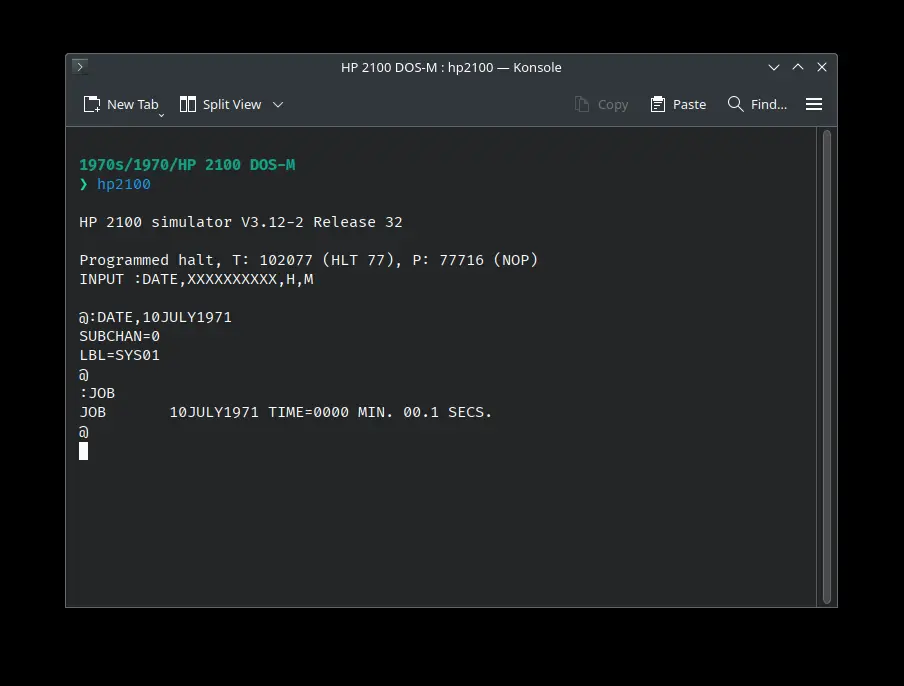 HP 2100 DOS-M : hp2100 — Konsole
New Tab Split View Copy Paste Find...
1970s/1970/HP 2100 DOS-M
❯ hp2100
HP 2100 simulator V3.12-2 Release 32
Programmed halt, T: 102077 (HLT 77), P: 77716 (NOP)
INPUT :DATE,XXXXXXXXXX,H,M
@:DATE,10JULY1971
SUBCHAN=0
LBL=SYS01
@
:JOB
JOB       10JULY1971 TIME=0000 MIN. 00.1 SECS.
@